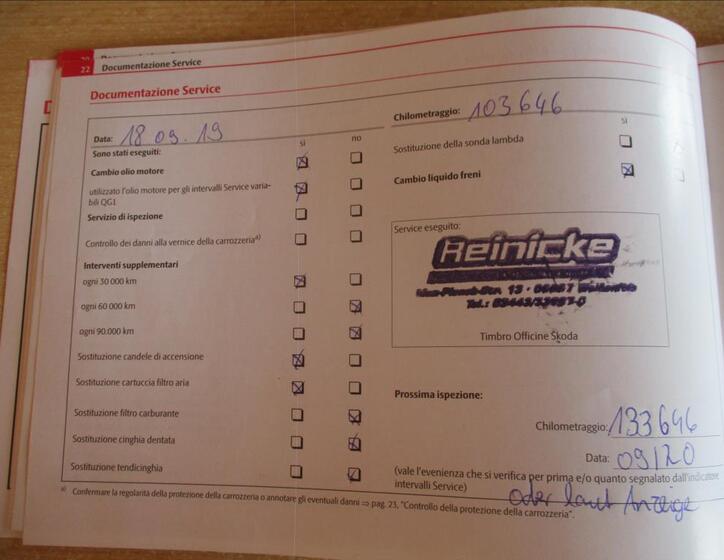 22 Documentazione Service
Documentazione Service
Data: 18 09. 19
si no
Sono stati eseguiti:
Cambio olio motore
utilizzato l'olio motore per gli intervalli Service varia-
bili QG1
Servizio di ispezione
Controllo dei danni alla vernice della carrozzeria a)
Interventi supplementari
ogni 30 000 km
ogni 60 000 km
ogni 90.000 km
Sostituzione candele di accensione
Sostituzione cartuccia filtro aria
Sostituzione filtro carburante
Sostituzione cinghia dentata
Sostituzione tendicinghia
Chilometraggio: 103646
si
Sostituzione della sonda lambda
Cambio liquido freni
Service eseguito:
Reinicke
13
Tel.:
Timbro Officine Škoda
Prossima ispezione:
Chilometraggio: 133646
Data: 09/20
(vale l'evenienza che si verifica per prima e/o quanto segnalato dall'indicatore
intervalli Service)
oder laut Anzeige
a) Confermare la regolarità della protezione della carrozzeria o annotare gli eventuali danni ⇒ pag. 23, "Controllo della protezione della carrozzeria".